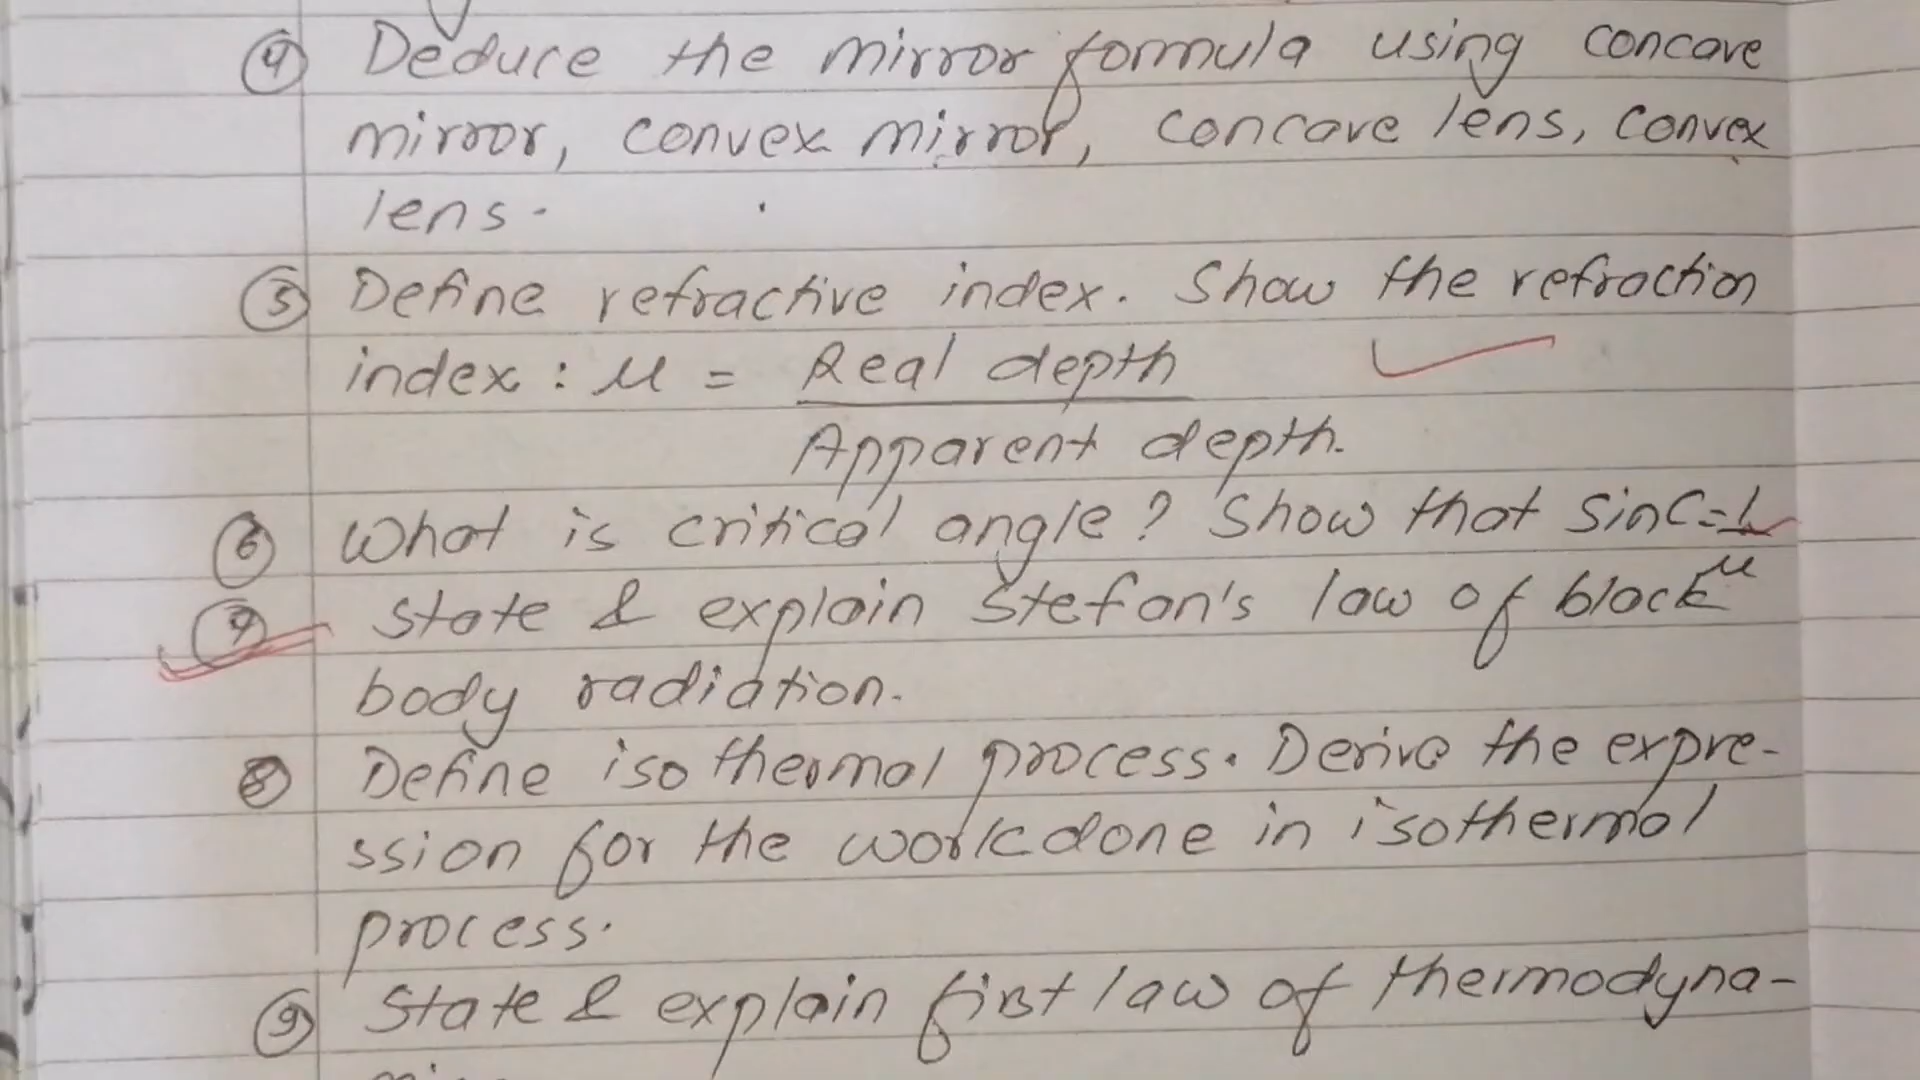 ④ Deduce the mirror formula using concave
mirror, convex mirror, concave lens, convex
lens.
⑤ Define refractive index. Show the refraction
index : μ = Real depth
Apparent depth.
⑥ What is critical angle? Show that SinC = 1
μ
⑦ State & explain Stefan's law of black
body radiation.
⑧ Define iso thermal process. Derive the expre-
ssion for the workdone in isothermal
process.
⑨ State & explain first law of thermodyna-